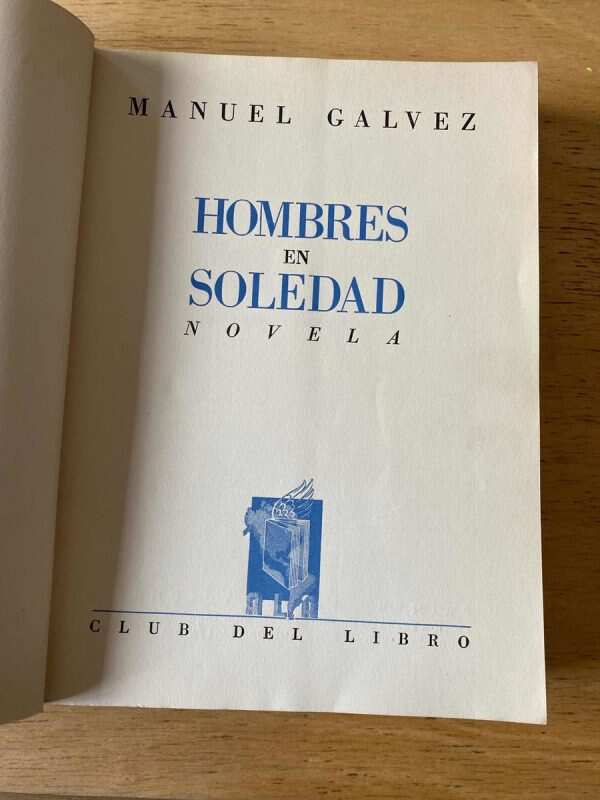 MANUEL GALVEZ
HOMBRES
EN
SOLEDAD
NOVELA
CLUB DEL LIBRO